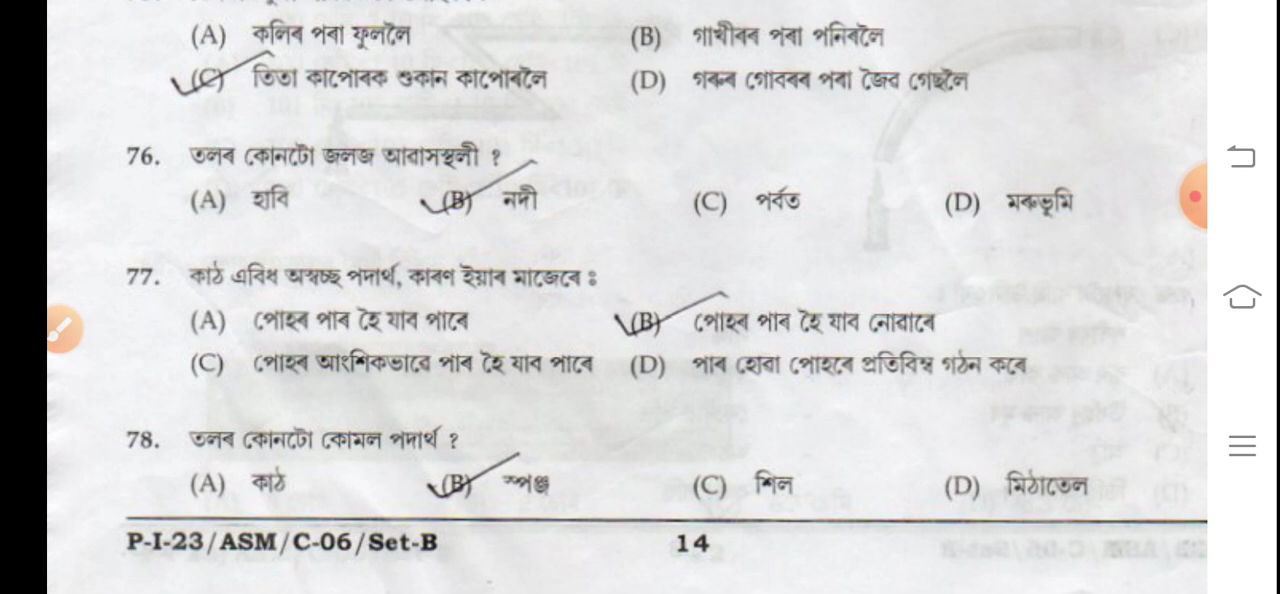 (A) কলিৰ পৰা ফুললৈ (B) গাখীৰৰ পৰা পনিৰলৈ
(C) তিতা কাপোৰক শুকান কাপোৰলৈ (D) গৰুৰ গোবৰৰ পৰা জৈৱ গেছলৈ
76. তলৰ কোনটো জলজ আবাসস্থলী ?
(A) হাবি (B) নদী (C) পৰ্বত (D) মৰুভূমি
77. কাঠ এবিধ অস্বচ্ছ পদাৰ্থ, কাৰণ ইয়াৰ মাজেৰে ঃ
(A) পোহৰ পাৰ হৈ যাব পাৰে (B) পোহৰ পাৰ হৈ যাব নোৱাৰে
(C) পোহৰ আংশিকভাৱে পাৰ হৈ যাব পাৰে (D) পাৰ হোৱা পোহৰে প্ৰতিবিম্ব গঠন কৰে
78. তলৰ কোনটো কোমল পদাৰ্থ ?
(A) কাঠ (B) স্পঞ্জ (C) শিল (D) মিঠাতেল
P-I-23/ASM/C-06/Set-B 14